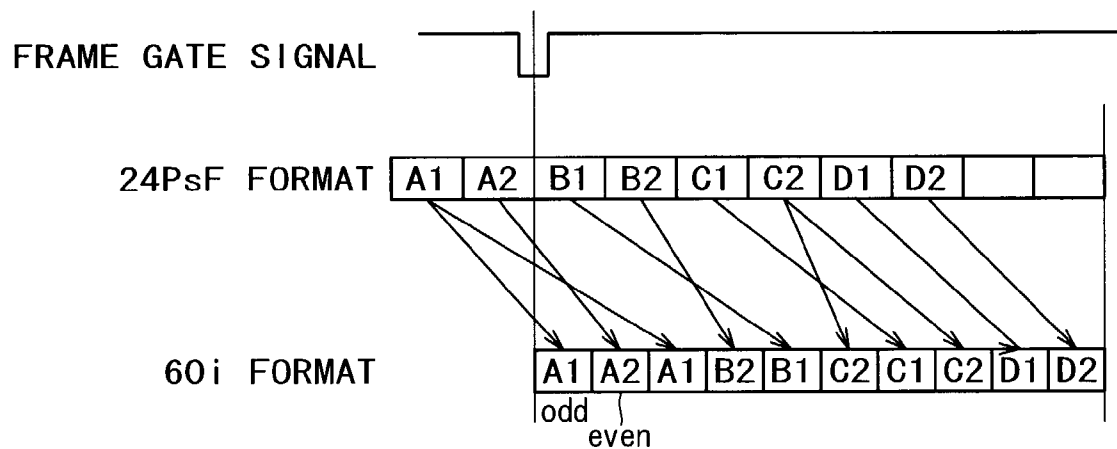 FRAME GATE SIGNAL
24PsF FORMAT A1 A2 B1 B2 C1 C2 D1 D2
60i FORMAT A1 A2 A1 B2 B1 C2 C1 C2 D1 D2
odd
even